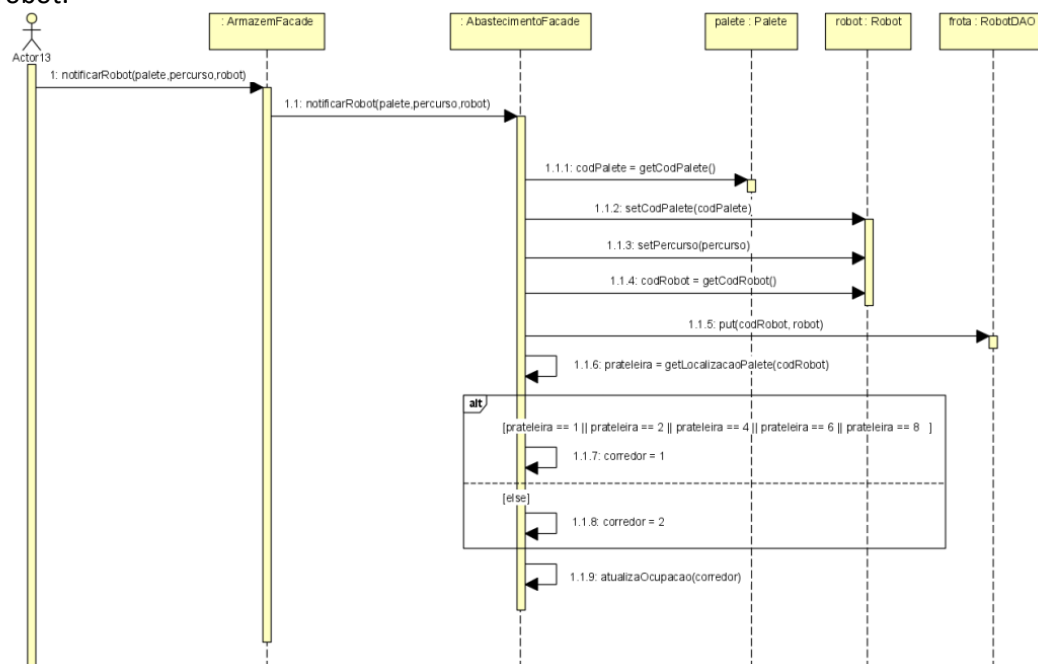 robot.
: ArmazemFacade
: AbastecimentoFacade
palete : Palete
robot : Robot
frota : RobotDAO
Actor13
1: notificarRobot(palete,percurso,robot)
1.1: notificarRobot(palete,percurso,robot)
1.1.1: codPalete = getCodPalete()
1.1.2: setCodPalete(codPalete)
1.1.3: setPercurso(percurso)
1.1.4: codRobot = getCodRobot()
1.1.5: put(codRobot, robot)
1.1.6: prateleira = getLocalizacaoPalete(codRobot)
alt
[prateleira == 1 || prateleira == 2 || prateleira == 4 || prateleira == 6 || prateleira == 8 ]
1.1.7: corredor = 1
[else]
1.1.8: corredor = 2
1.1.9: atualizaOcupacao(corredor)